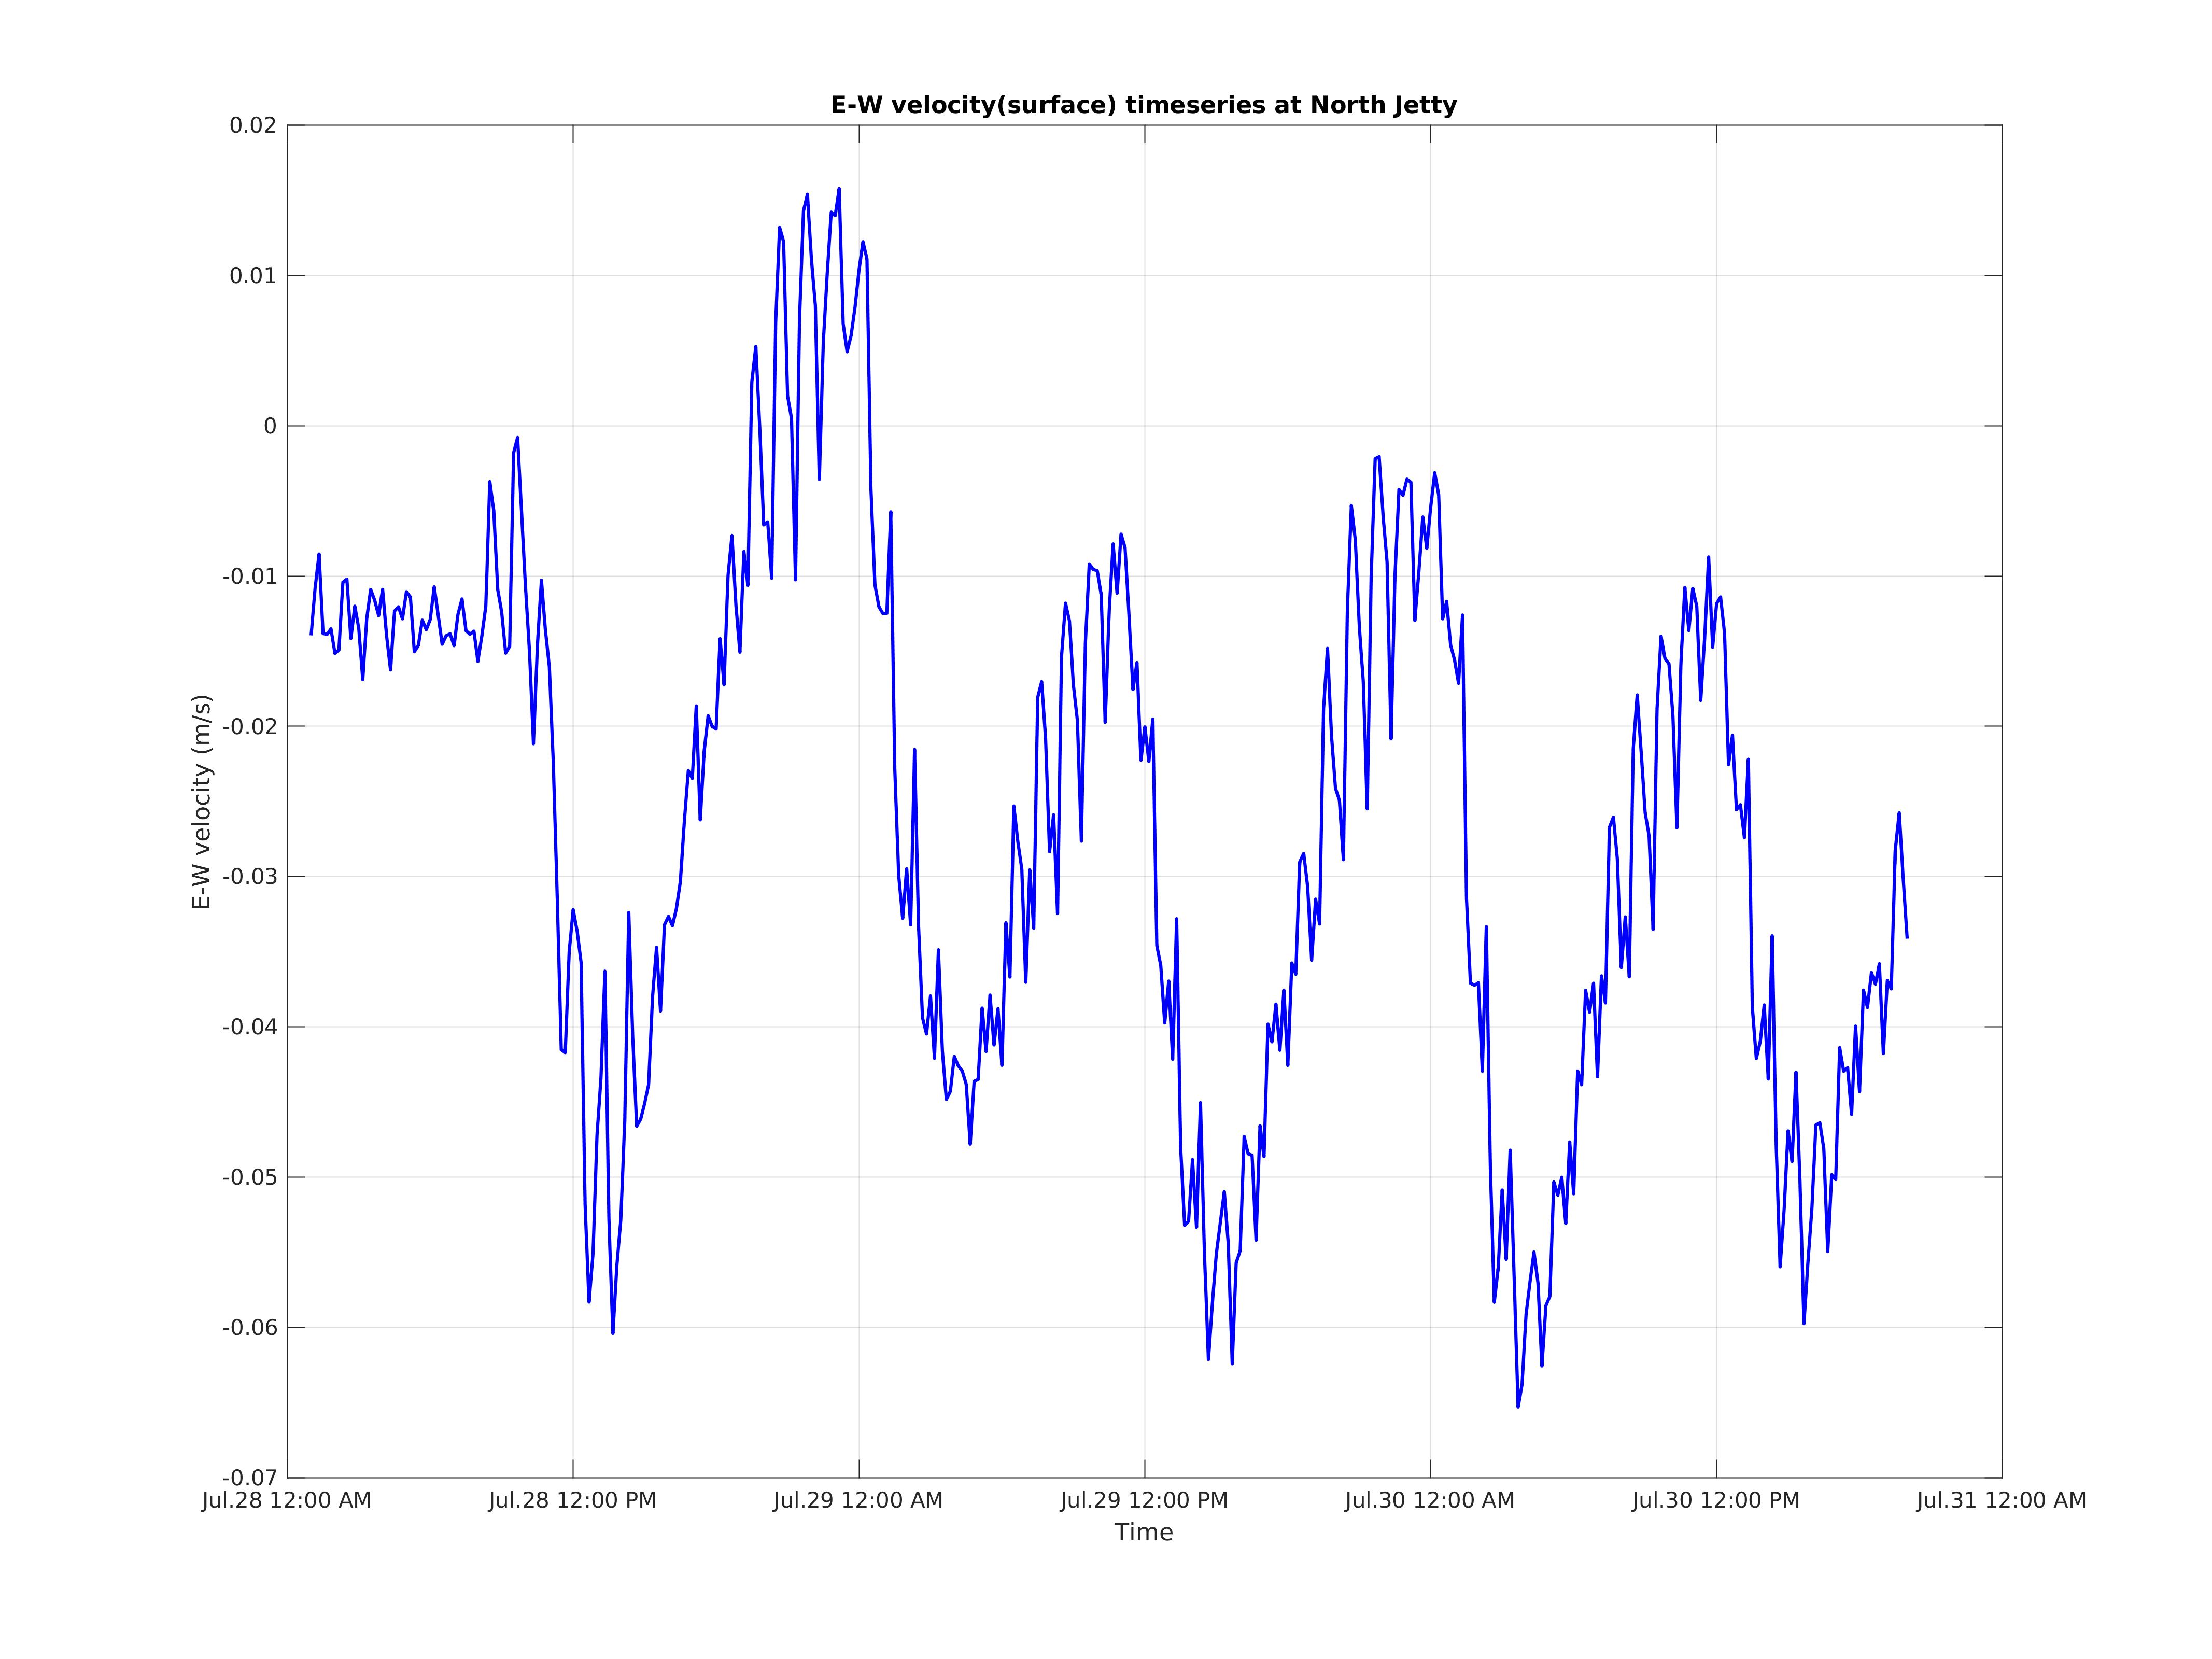 E-W velocity(surface) timeseries at North Jetty
0.02
0.01
0
-0.01
-0.02
-0.03
-0.04
-0.05
-0.06
-0.07
E-W velocity (m/s)
Jul.28 12:00 AM
Jul.28 12:00 PM
Jul.29 12:00 AM
Jul.29 12:00 PM
Jul.30 12:00 AM
Jul.30 12:00 PM
Jul.31 12:00 AM
Time